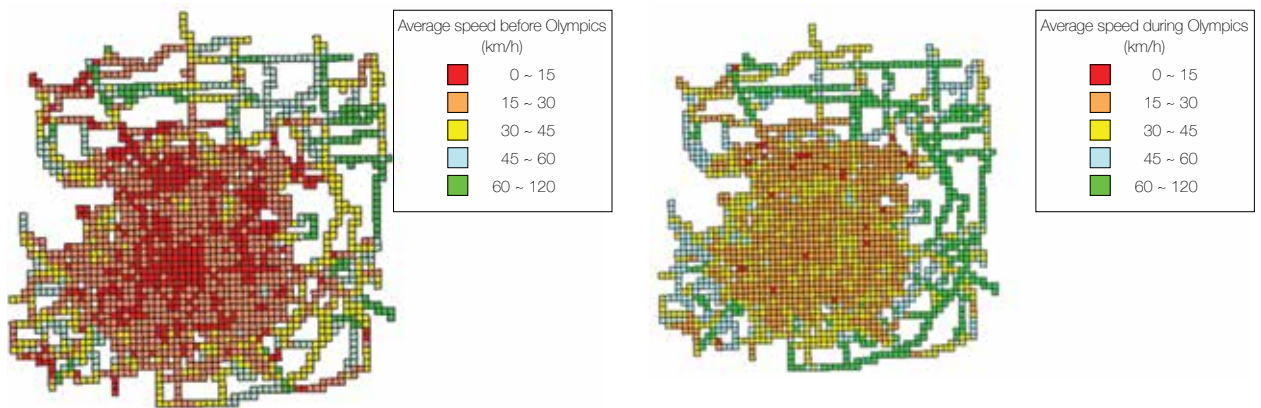 Average speed before Olympics
(km/h)
0 ~ 15
15 ~ 30
30 ~ 45
45 ~ 60
60 ~ 120
Average speed during Olympics
(km/h)
0 ~ 15
15 ~ 30
30 ~ 45
45 ~ 60
60 ~ 120